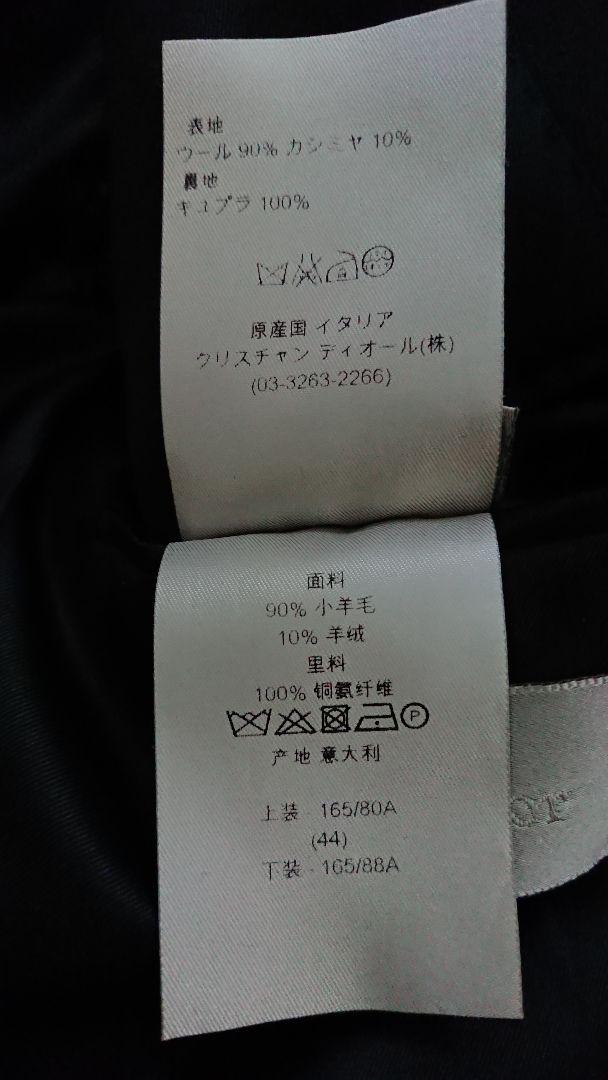 表地
ウール 90% カシミヤ 10%
裏地
キュプラ 100%
原産国 イタリア
クリスチャン ディオール(株)
(03-3263-2266)
面料
90% 小羊毛
10% 羊绒
里料
100% 铜氨纤维
P
产地 意大利
上装 - 165/80A
(44)
下装 - 165/88A